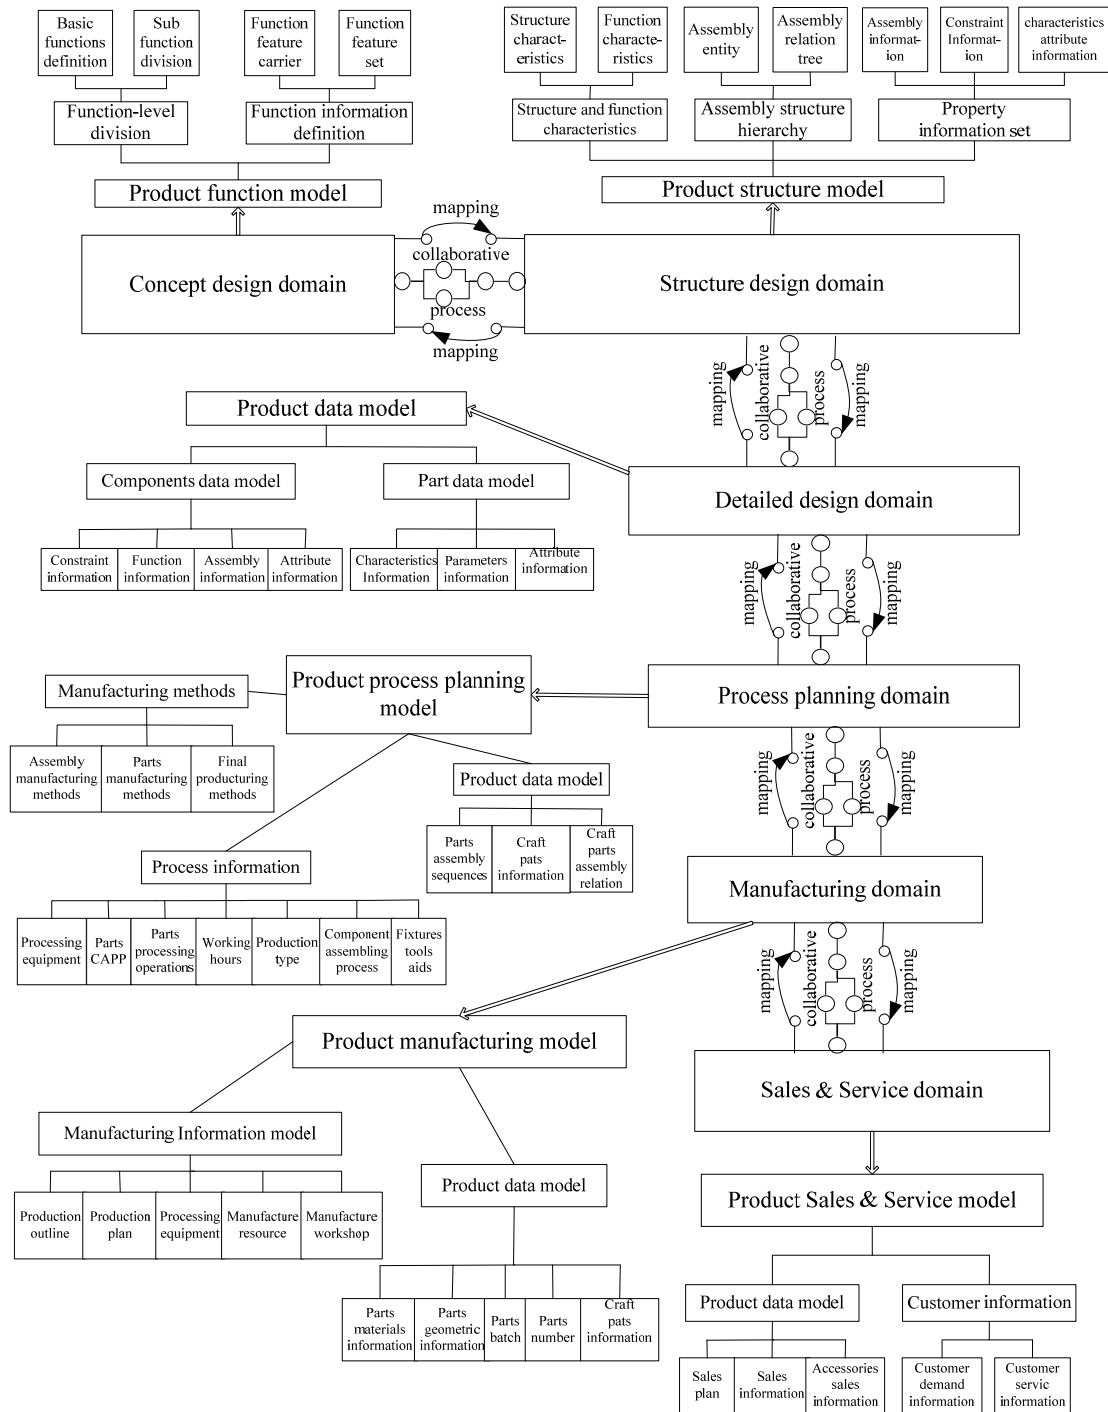 Basic
functions
definition
Sub
function
division
Function
feature
carrier
Function
feature
set
Structure
charact-
eristics
Function
characte-
ristics
Assembly
entity
Assembly
relation
tree
Assembly
informat-
ion
Constraint
Informat-
ion
characteristics
attribute
information
Function-level
division
Function information
definition
Structure and function
characteristics
Assembly structure
hierarchy
Property
information set
Product function model
Product structure model
mapping
collaborative
Concept design domain
Structure design domain
process
mapping
mapping
collaborative
process
mapping
Product data model
Components data model
Part data model
Detailed design domain
Constraint
information
Function
information
Assembly
information
Attribute
information
Characteristics
Information
Parameters
information
Attribute
information
mapping
collaborative
process
mapping
Product process planning
model
Manufacturing methods
Process planning domain
Assembly
manufacturing
methods
Parts
manufacturing
methods
Final
producturing
methods
mapping
collaborative
process
mapping
Product data model
Parts
assembly
sequences
Craft
pats
information
Craft
parts
assembly
relation
Process information
Manufacturing domain
Processing
equipment
Parts
CAPP
Parts
processing
operations
Working
hours
Production
type
Component
assembling
process
Fixtures
tools
aids
mapping
collaborative
process
mapping
Product manufacturing model
Sales & Service domain
Manufacturing Information model
Product data model
Product Sales & Service model
Production
outline
Production
plan
Processing
equipment
Manufacture
resource
Manufacture
workshop
Parts
materials
information
Parts
geometric
information
Parts
batch
Parts
number
Craft
pats
information
Product data model
Customer information
Sales
plan
Sales
information
Accessories
sales
information
Customer
demand
information
Customer
servic
information